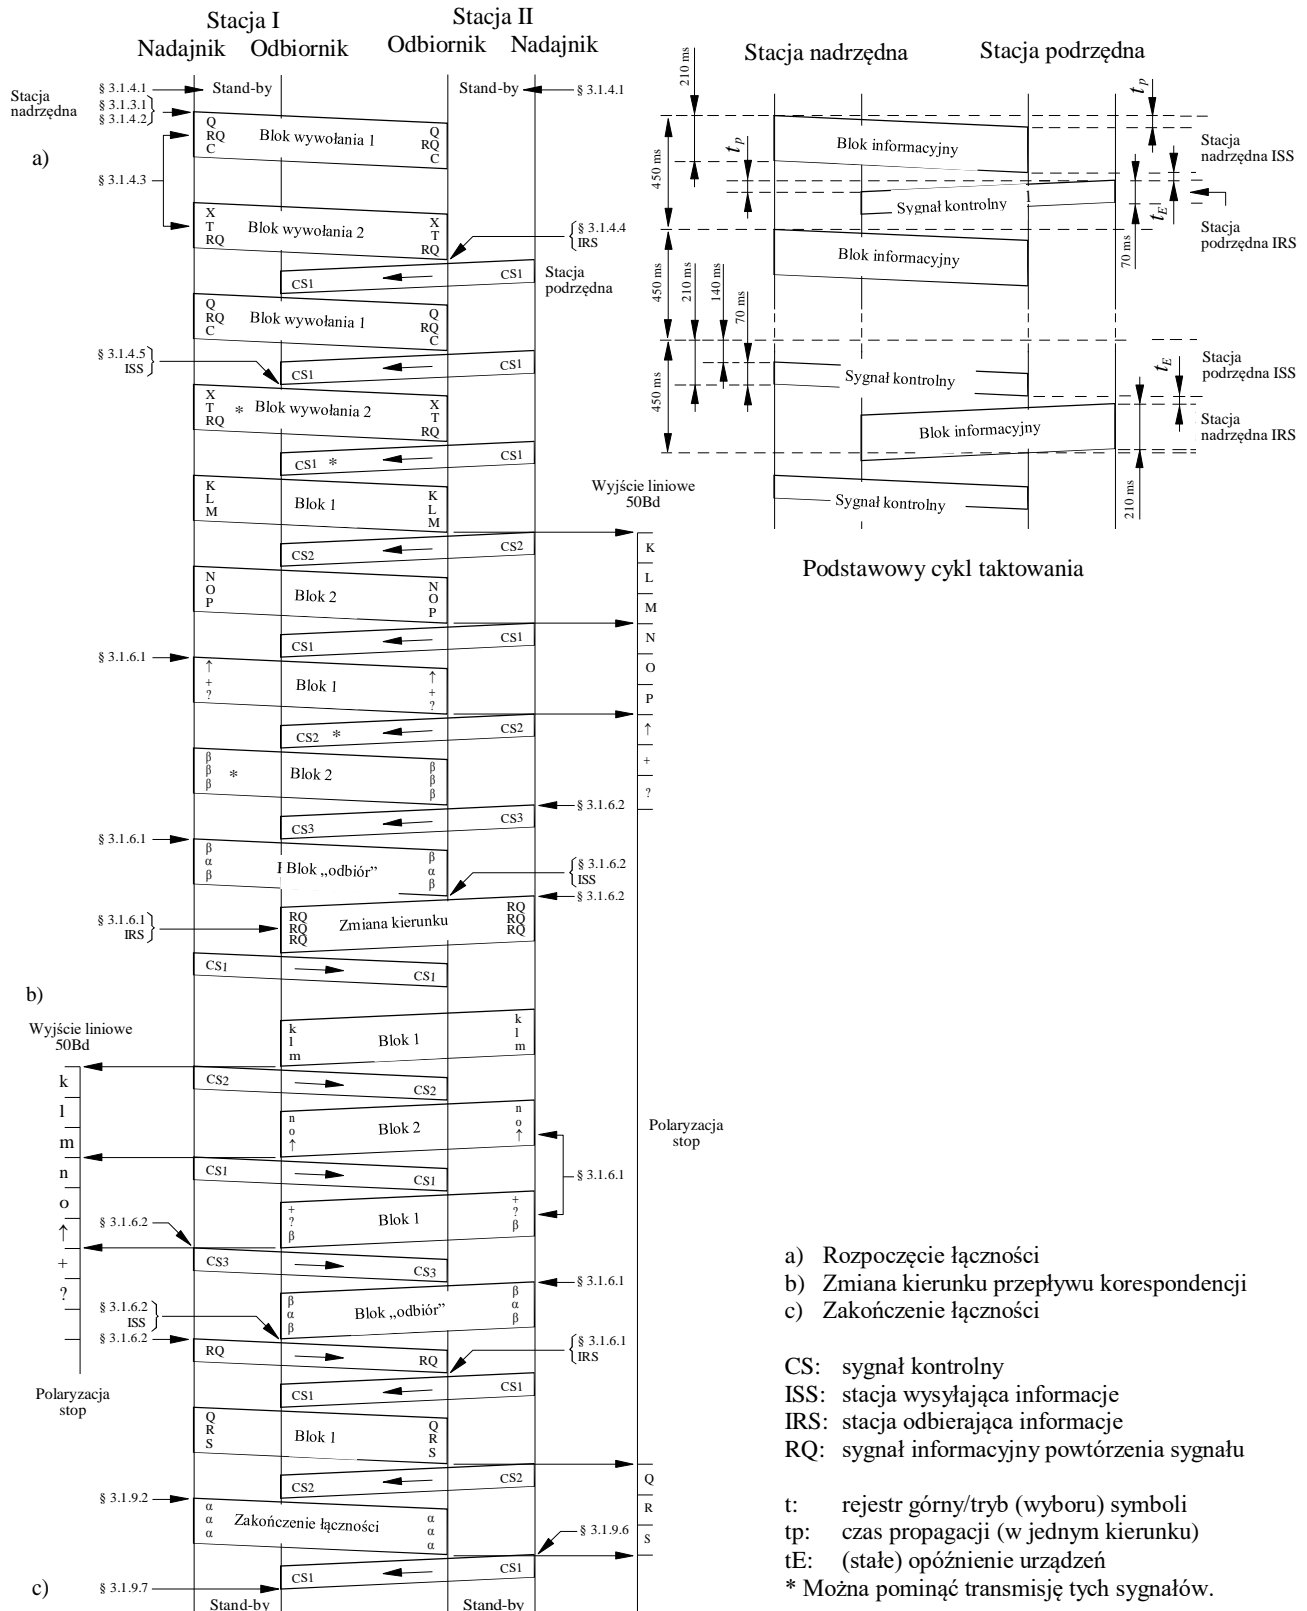 Stacja I
Stacja II
Nadajnik Odbiornik Odbiornik Nadajnik
§ 3.1.4.1 Stand-by Stand-by § 3.1.4.1
Stacja
nadrzędna
§ 3.1.3.1
§ 3.1.4.2
a)
Q
RQ
C
Blok wywołania 1
Q
RQ
C
§ 3.1.4.3
X
T
RQ
Blok wywołania 2
X
T
RQ
§ 3.1.4.4
IRS
Stacja
podrzędna
CS1 CS1
Q
RQ
C
Blok wywołania 1
Q
RQ
C
§ 3.1.4.5
ISS
CS1 CS1
X
T
RQ
* Blok wywołania 2
X
T
RQ
CS1 * CS1
Wyjście liniowe
50Bd
K
L
M
Blok 1
K
L
M
CS2 CS2
N
O
P
Blok 2
N
O
P
CS1 CS1
§ 3.1.6.1
↑
+
?
Blok 1
↑
+
?
CS2 * CS2
β
β
β
* Blok 2
β
β
β
§ 3.1.6.2
CS3 CS3
K
L
M
N
O
P
↑
+
?
§ 3.1.6.1
β
α
β
I Blok „odbiór”
β
α
β
§ 3.1.6.2
ISS
§ 3.1.6.2
§ 3.1.6.1
IRS
RQ
RQ
RQ
Zmiana kierunku
RQ
RQ
RQ
CS1 CS1
b)
Wyjście liniowe
50Bd
k
l
m
Blok 1
k
l
m
CS2 CS2
n
o
↑
Blok 2
n
o
↑
CS1 CS1
§ 3.1.6.1
+
?
β
Blok 1
+
?
β
k
l
m
n
o
↑
+
?
Polaryzacja
stop
§ 3.1.6.2
CS3 CS3
§ 3.1.6.1
β
α
β
Blok „odbiór”
β
α
β
§ 3.1.6.2
ISS
§ 3.1.6.2
RQ RQ
§ 3.1.6.1
IRS
Polaryzacja
stop
CS1 CS1
Q
R
S
Blok 1
Q
R
S
CS2 CS2
Q
R
S
§ 3.1.9.2
α
α
α
Zakończenie łączności
α
α
α
§ 3.1.9.6
CS1 CS1
c)
§ 3.1.9.7
Stand-by Stand-by
Stacja nadrzędna Stacja podrzędna
210 ms
tp
450 ms
tp
Blok informacyjny
Stacja
nadrzędna ISS
Sygnał kontrolny
tE
70 ms
Stacja
podrzędna IRS
Blok informacyjny
450 ms
210 ms
140 ms
70 ms
450 ms
Sygnał kontrolny
tE
Stacja
podrzędna ISS
Blok informacyjny
Stacja
nadrzędna IRS
210 ms
Sygnał kontrolny
Podstawowy cykl taktowania
a) Rozpoczęcie łączności
b) Zmiana kierunku przepływu korespondencji
c) Zakończenie łączności
CS: sygnał kontrolny
ISS: stacja wysyłająca informacje
IRS: stacja odbierająca informacje
RQ: sygnał informacyjny powtórzenia sygnału
t: rejestr górny/tryb (wyboru) symboli
tp: czas propagacji (w jednym kierunku)
tE: (stałe) opóźnienie urządzeń
* Można pominąć transmisję tych sygnałów.